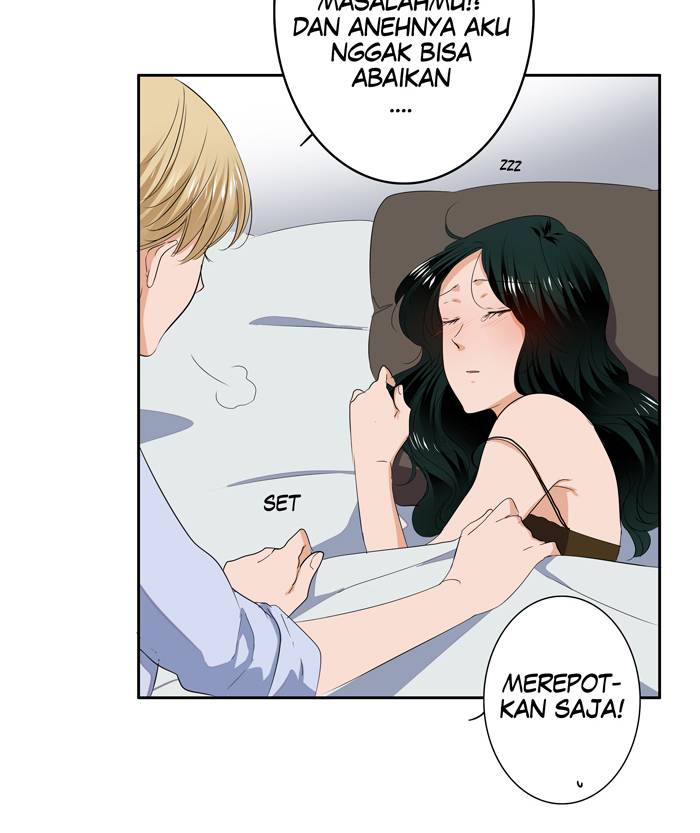 MASALAHMU!!
DAN ANEHNYA AKU
NGGAK BISA
ABAIKAN
....
ZZZ
SET
MEREPOT-
KAN SAJA!